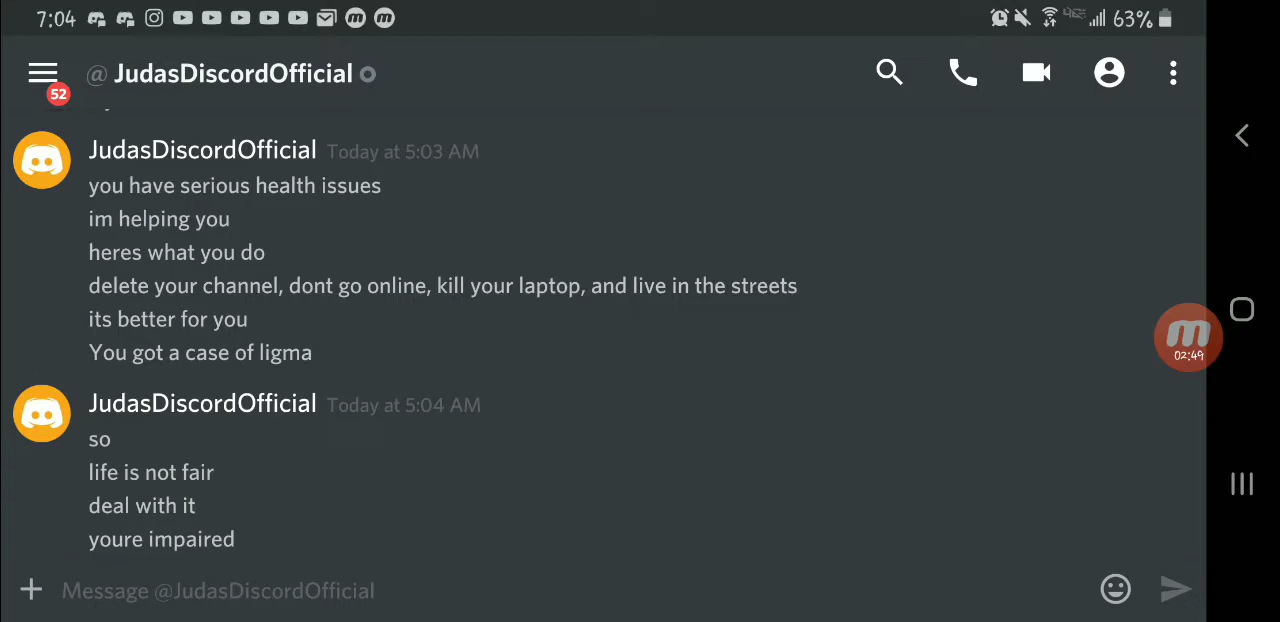 7:04
4GE 63%
@ JudasDiscordOfficial
52
JudasDiscordOfficial Today at 5:03 AM
you have serious health issues
im helping you
heres what you do
delete your channel, dont go online, kill your laptop, and live in the streets
its better for you
You got a case of ligma
02:49
JudasDiscordOfficial Today at 5:04 AM
so
life is not fair
deal with it
youre impaired
Message @JudasDiscordOfficial